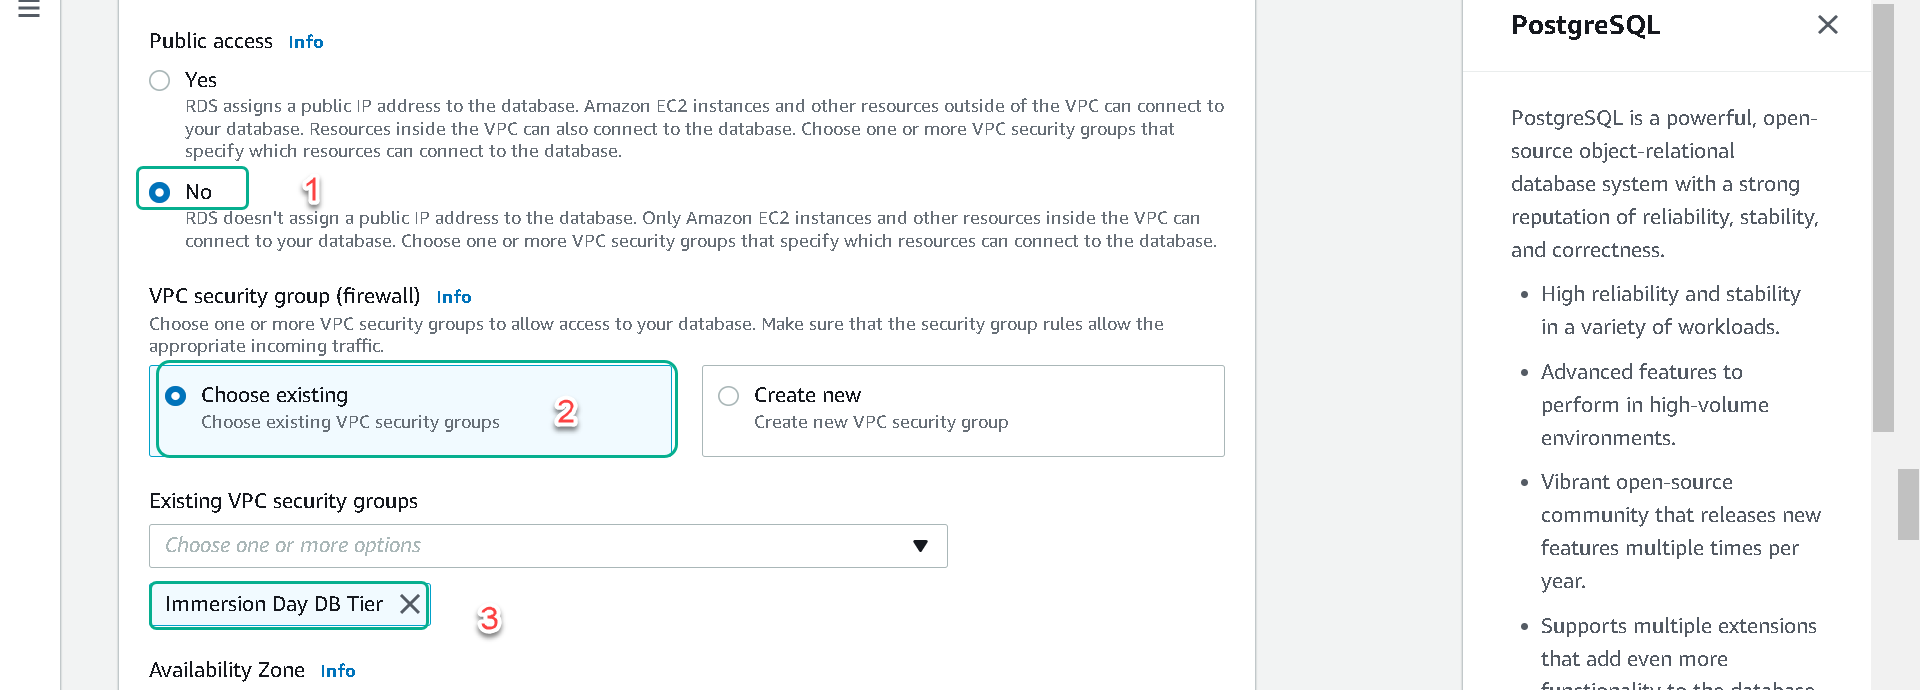 Public access Info
Yes
RDS assigns a public IP address to the database. Amazon EC2 instances and other resources outside of the VPC can connect to
your database. Resources inside the VPC can also connect to the database. Choose one or more VPC security groups that
specify which resources can connect to the database.
No
1
RDS doesn't assign a public IP address to the database. Only Amazon EC2 instances and other resources inside the VPC can
connect to your database. Choose one or more VPC security groups that specify which resources can connect to the database.
VPC security group (firewall) Info
Choose one or more VPC security groups to allow access to your database. Make sure that the security group rules allow the
appropriate incoming traffic.
Choose existing
Choose existing VPC security groups
2
Create new
Create new VPC security group
Existing VPC security groups
Choose one or more options
Immersion Day DB Tier
3
Availability Zone Info
PostgreSQL
PostgreSQL is a powerful, open-
source object-relational
database system with a strong
reputation of reliability, stability,
and correctness.
• High reliability and stability
in a variety of workloads.
• Advanced features to
perform in high-volume
environments.
• Vibrant open-source
community that releases new
features multiple times per
year.
• Supports multiple extensions
that add even more
functionality to the database